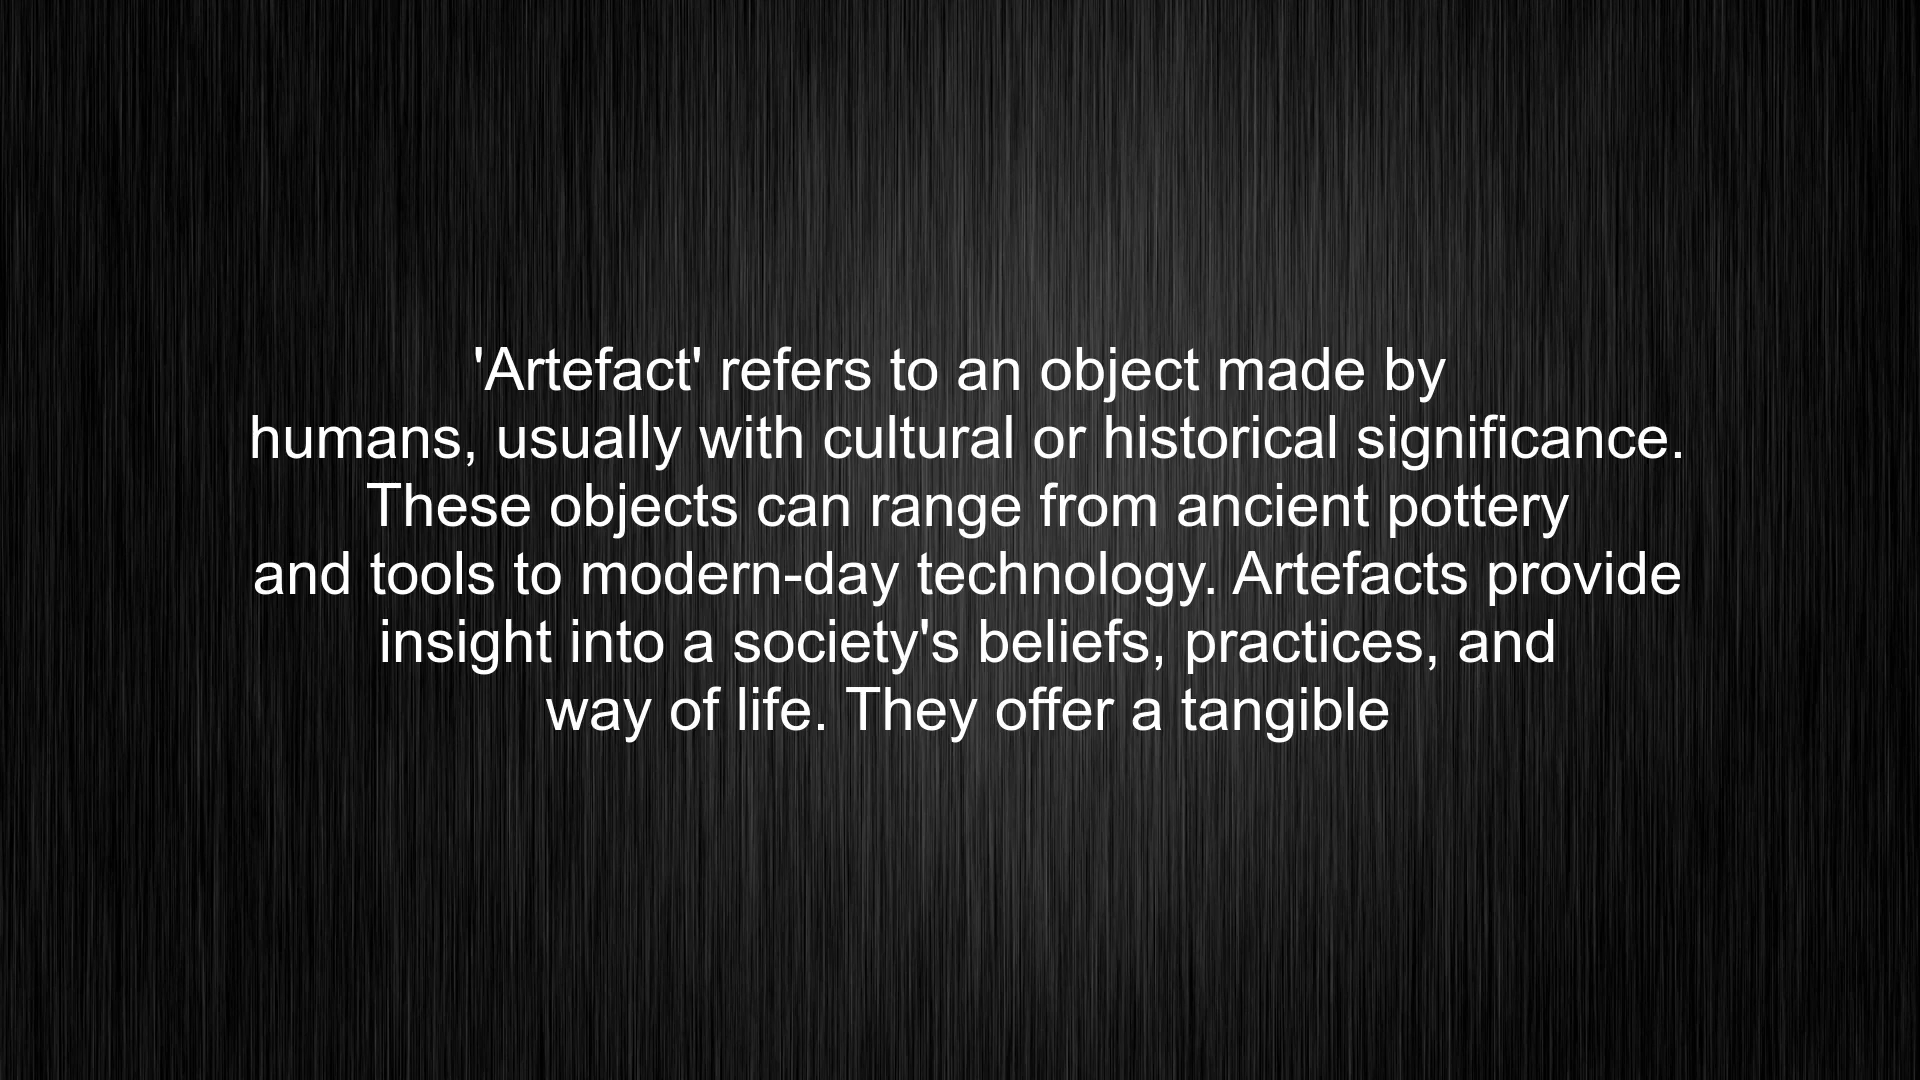 'Artefact' refers to an object made by
humans, usually with cultural or historical significance.
These objects can range from ancient pottery
and tools to modern-day technology. Artefacts provide
insight into a society's beliefs, practices, and
way of life. They offer a tangible